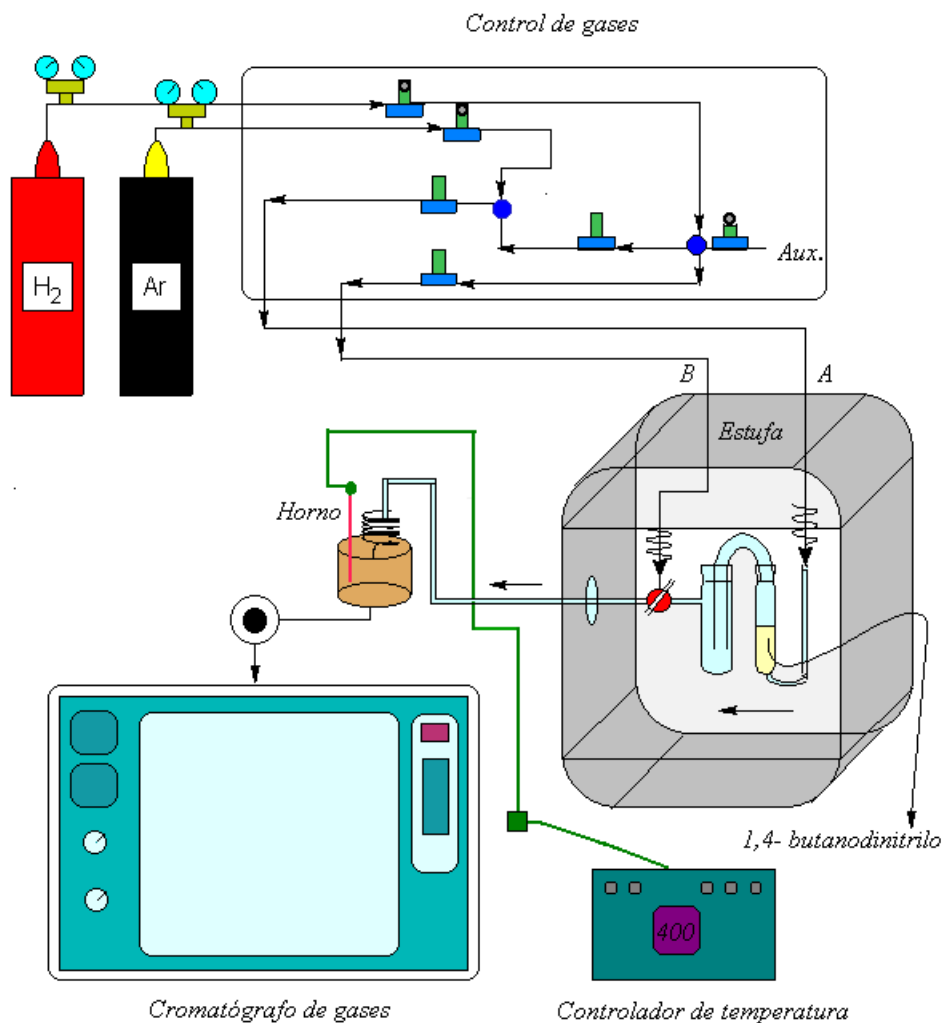 Control de gases
H2
Ar
Aux.
B
A
Estufa
Horno
1,4- butanodinitrilo
400
Cromatógrafo de gases
Controlador de temperatura